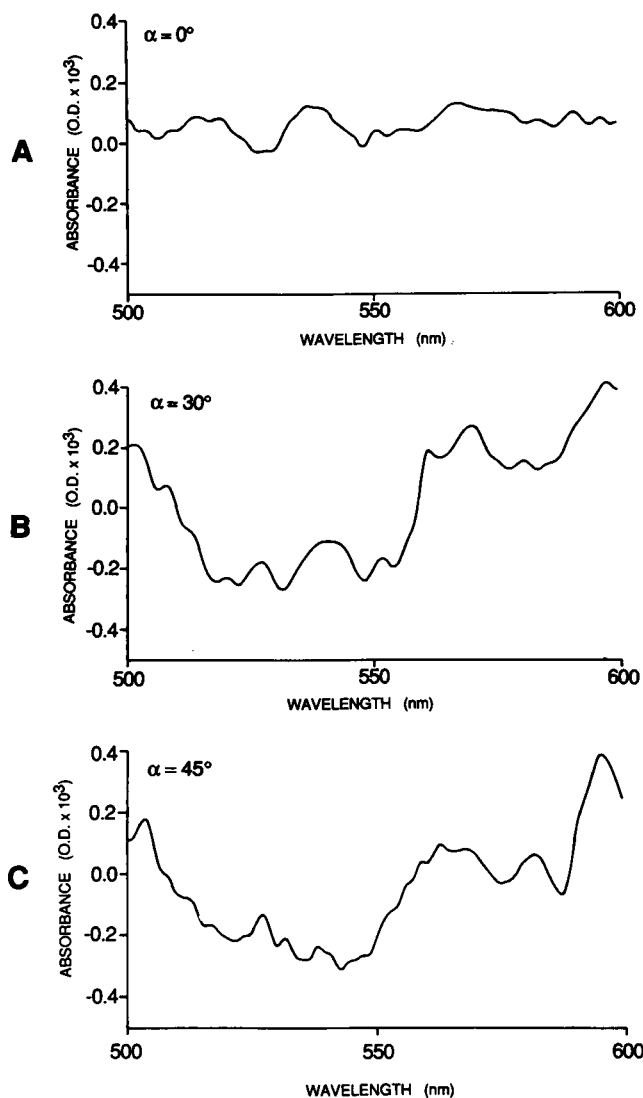 A
α = 0°
ABSORBANCE (O.D. x 10³)
0.4
0.2
0.0
-0.2
-0.4
500
550
600
WAVELENGTH (nm)
B
α = 30°
ABSORBANCE (O.D. x 10³)
0.4
0.2
0.0
-0.2
-0.4
500
550
600
WAVELENGTH (nm)
C
α = 45°
ABSORBANCE (O.D. x 10³)
0.4
0.2
0.0
-0.2
-0.4
500
550
600
WAVELENGTH (nm)